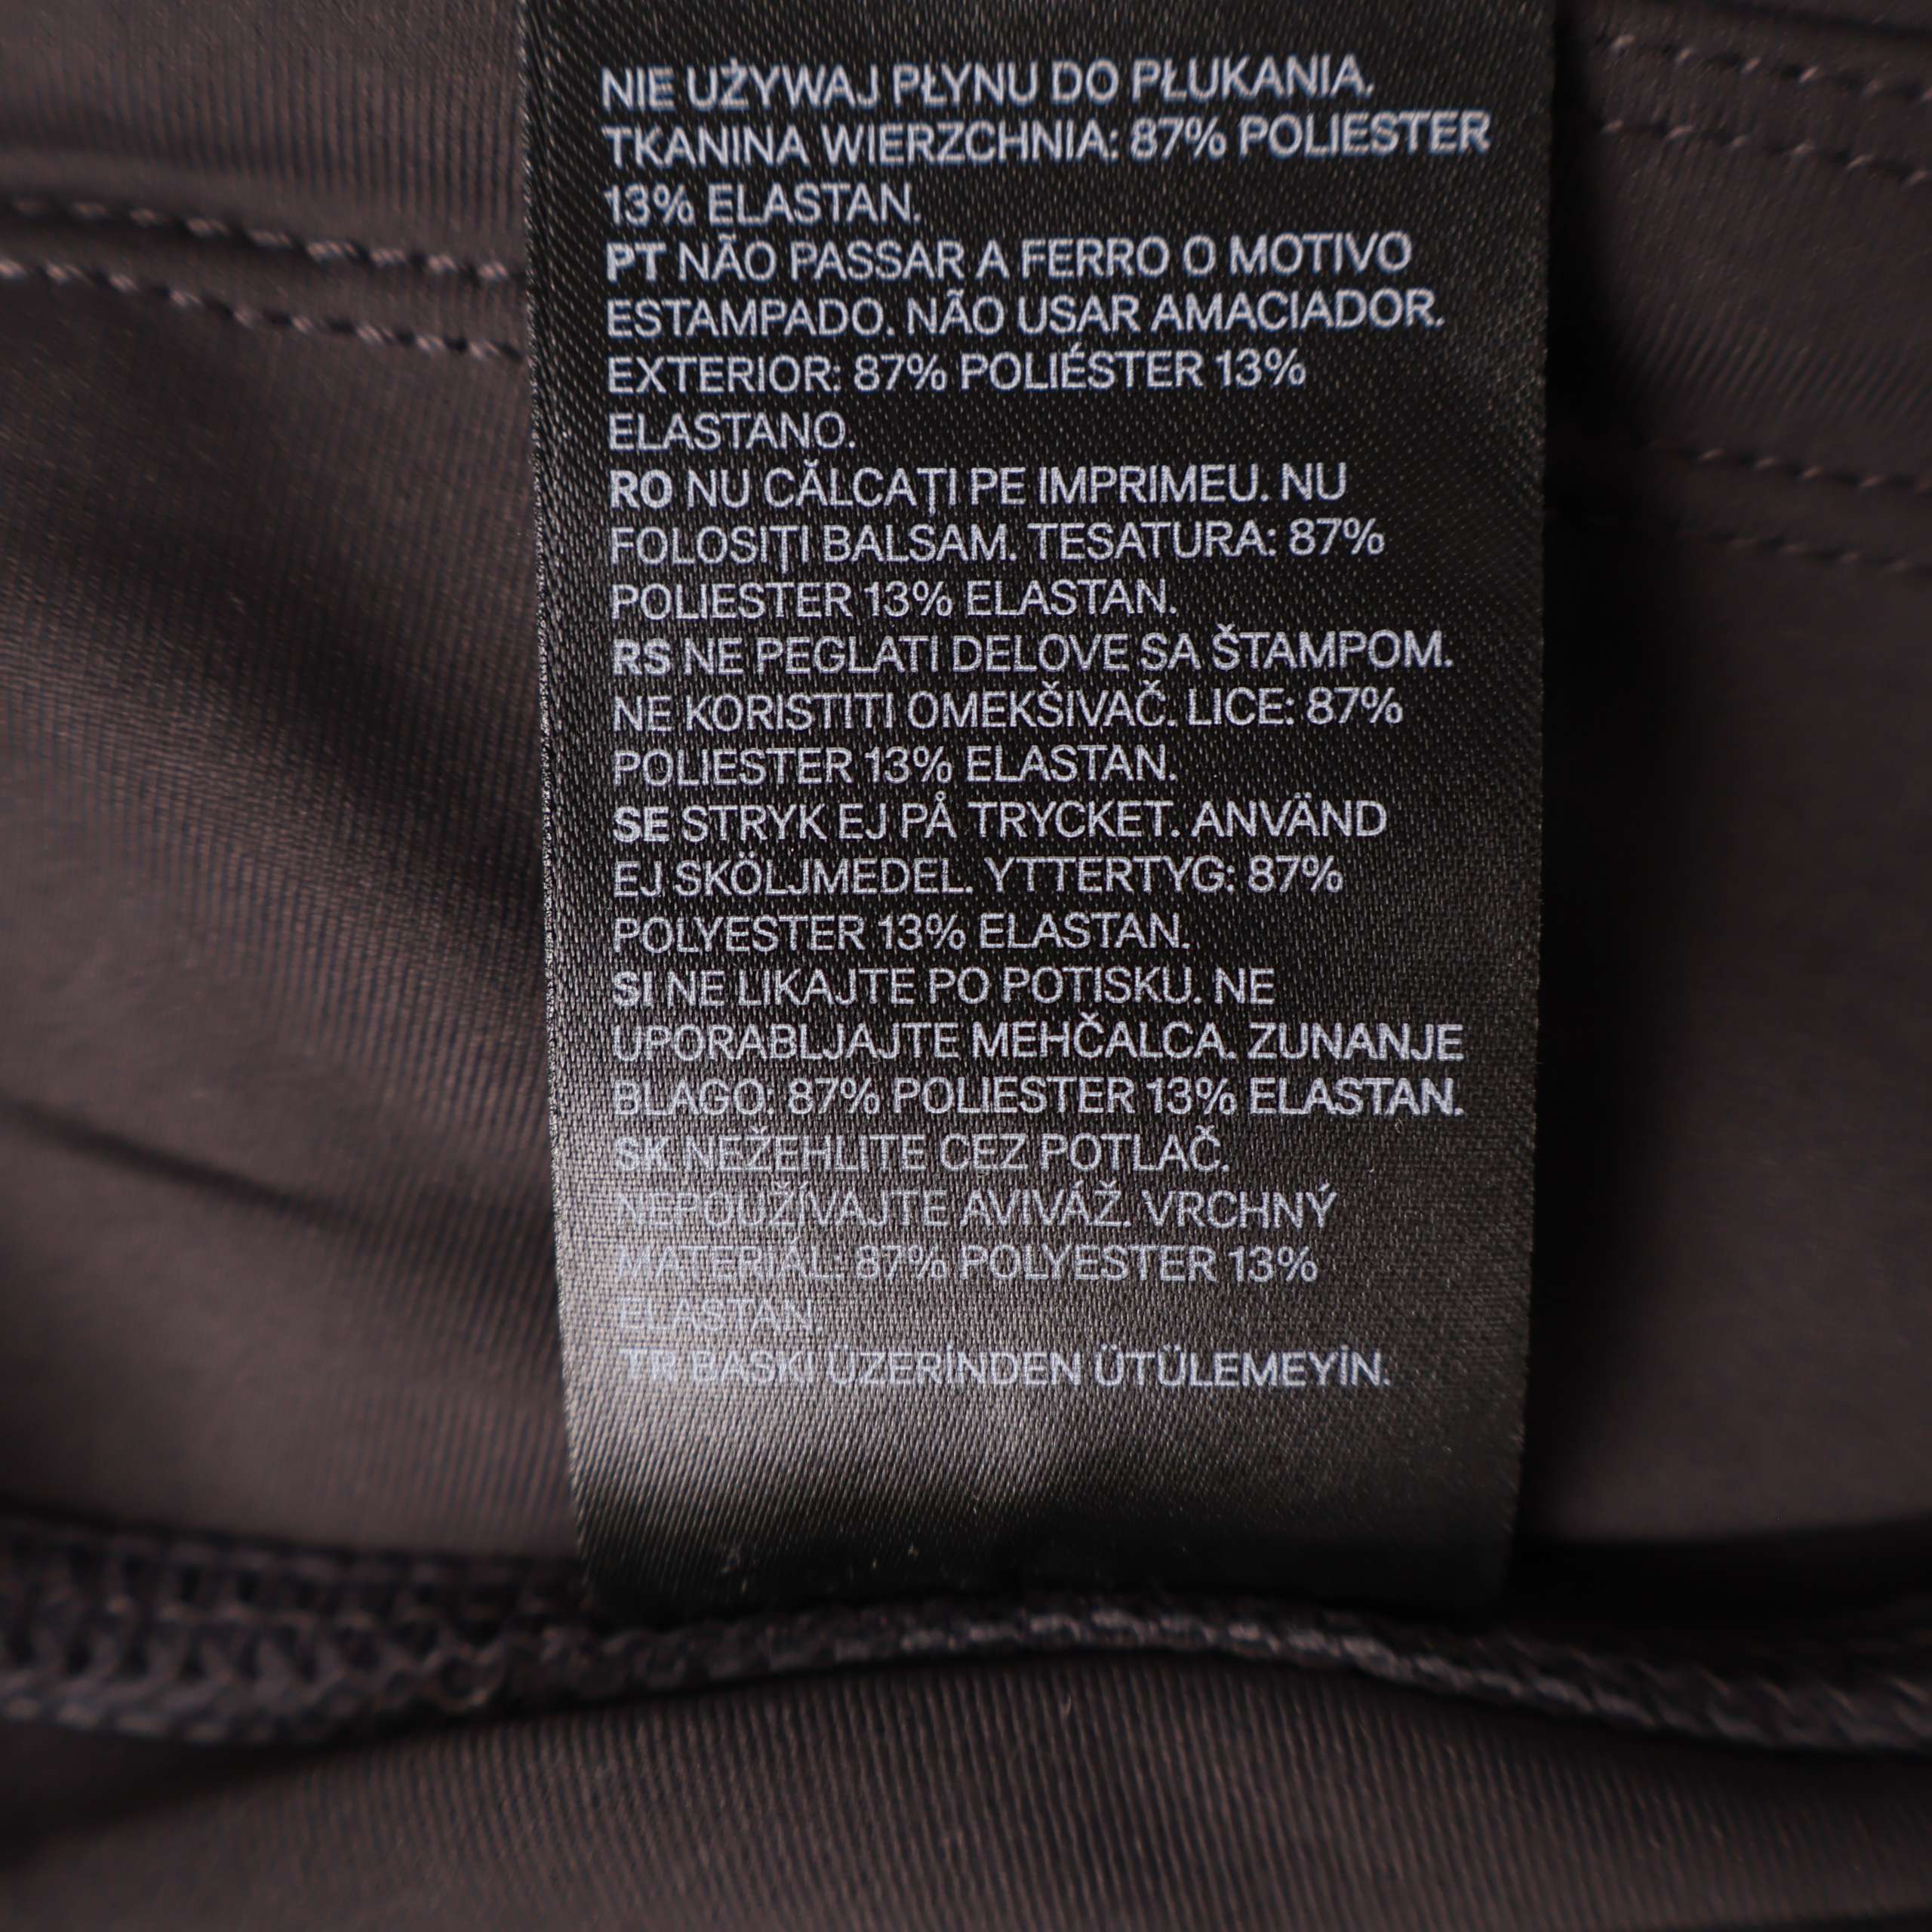 NIE UŻYWAJ PŁYNU DO PŁUKANIA.
TKANINA WIERZCHNIA: 87% POLIESTER
13% ELASTAN.
PT NÃO PASSAR A FERRO O MOTIVO
ESTAMPADO. NÃO USAR AMACIADOR.
EXTERIOR: 87% POLIÉSTER 13%
ELASTANO.
RO NU CĂLCAȚI PE IMPRIMEU. NU
FOLOSIȚI BALSAM. TESATURA: 87%
POLIESTER 13% ELASTAN.
RS NE PEGLATI DELOVE SA ŠTAMPOM.
NE KORISTITI OMEKŠIVAČ. LICE: 87%
POLIESTER 13% ELASTAN.
SE STRYK EJ PÅ TRYCKET. ANVÄND
EJ SKÖLJMEDEL. YTTERTYG: 87%
POLYESTER 13% ELASTAN.
SI NE LIKAJTE PO POTISKU. NE
UPORABLJAJTE MEHČALCA. ZUNANJE
BLAGO: 87% POLIESTER 13% ELASTAN.
SK NEŽEHLITE CEZ POTLAČ.
NEPOUŽÍVAJTE AVIVÁŽ. VRCHNÝ
MATERIÁL: 87% POLYESTER 13%
ELASTAN.
TR BASKI ÜZERİNDEN ÜTÜLEMEYİN.